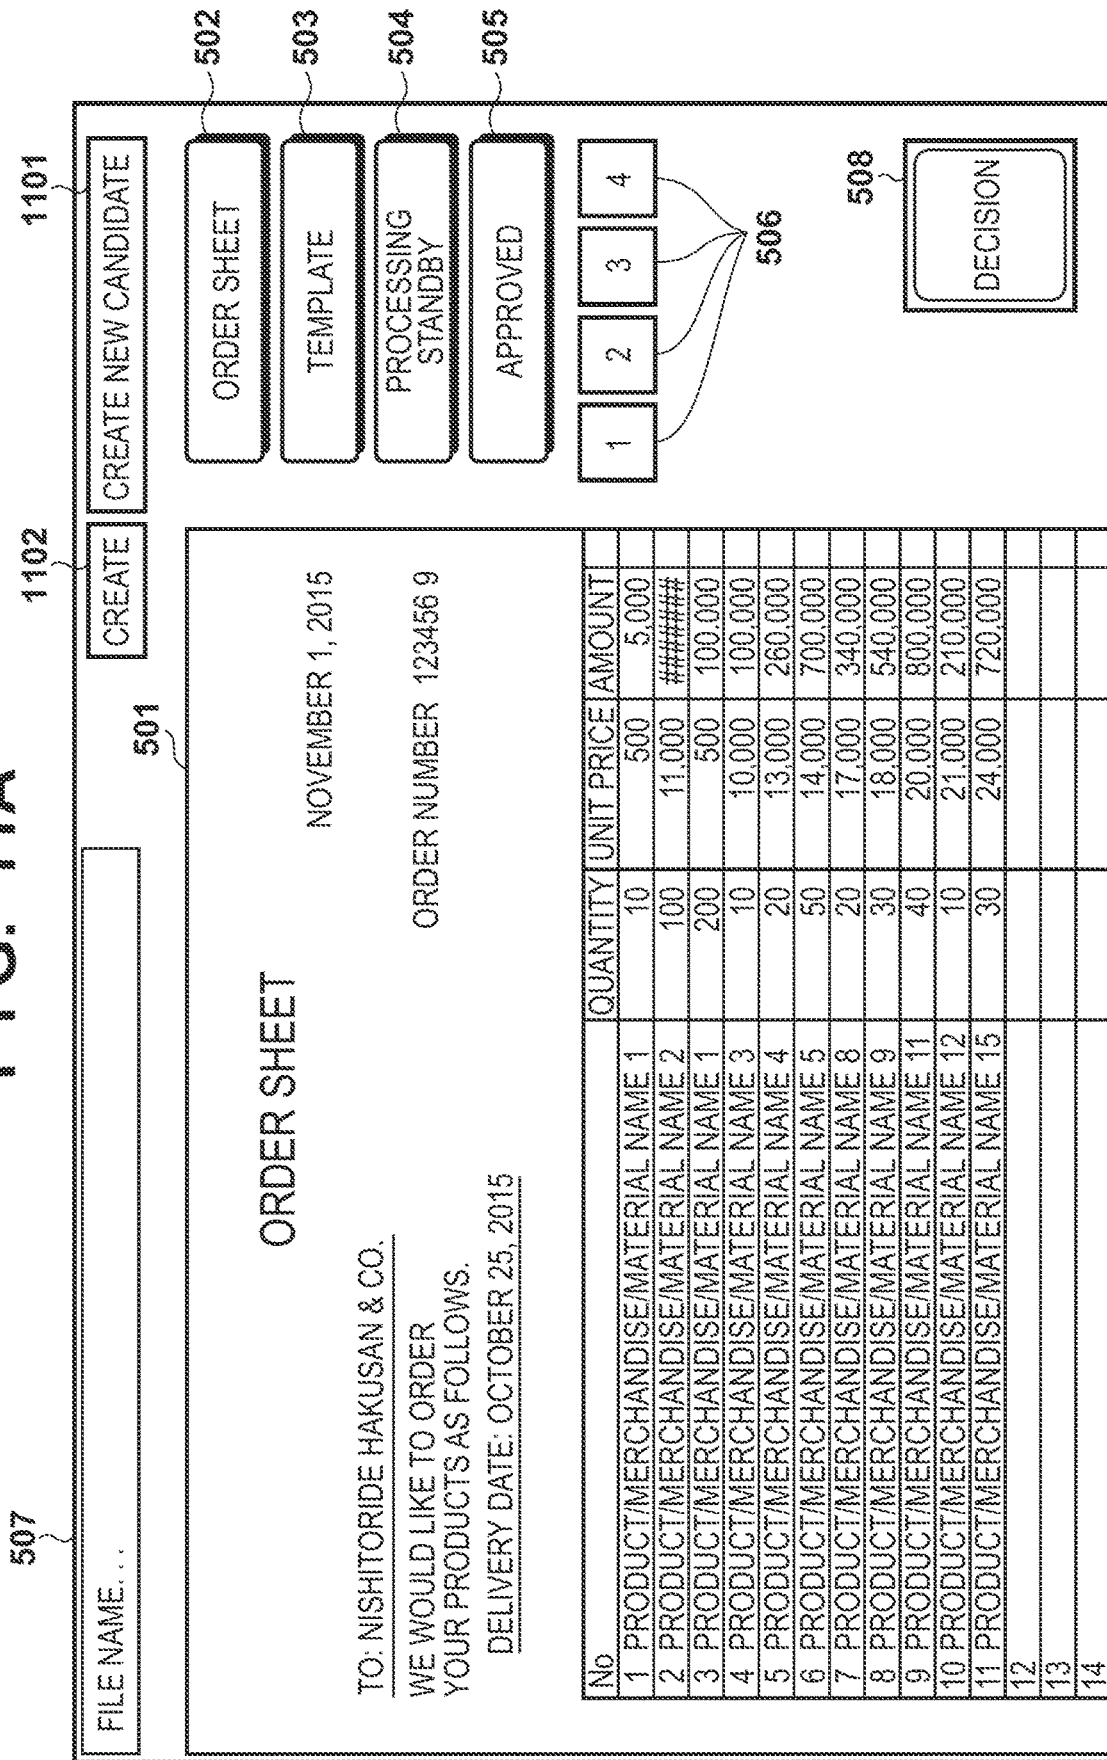 FIG. 11A
507
1102
1101
FILE NAME. . .
CREATE
CREATE NEW CANDIDATE
501
ORDER SHEET
NOVEMBER 1, 2015
TO: NISHITORIDE HAKUSAN & CO.
WE WOULD LIKE TO ORDER
YOUR PRODUCTS AS FOLLOWS.
ORDER NUMBER 123456 9
DELIVERY DATE: OCTOBER 25, 2015
No QUANTITY UNIT PRICE AMOUNT
1 PRODUCT/MERCHANDISE/MATERIAL NAME 1 10 500 5,000
2 PRODUCT/MERCHANDISE/MATERIAL NAME 2 100 11.000 #######
3 PRODUCT/MERCHANDISE/MATERIAL NAME 1 200 500 100.000
4 PRODUCT/MERCHANDISE/MATERIAL NAME 3 10 10,000 100,000
5 PRODUCT/MERCHANDISE/MATERIAL NAME 4 20 13,000 260,000
6 PRODUCT/MERCHANDISE/MATERIAL NAME 5 50 14,000 700,000
7 PRODUCT/MERCHANDISE/MATERIAL NAME 8 20 17,000 340,000
8 PRODUCT/MERCHANDISE/MATERIAL NAME 9 30 18,000 540,000
9 PRODUCT/MERCHANDISE/MATERIAL NAME 11 40 20,000 800,000
10 PRODUCT/MERCHANDISE/MATERIAL NAME 12 10 21,000 210,000
11 PRODUCT/MERCHANDISE/MATERIAL NAME 15 30 24,000 720,000
12
13
14
ORDER SHEET
502
TEMPLATE
503
PROCESSING
STANDBY
504
APPROVED
505
1 2 3 4
506
508
DECISION